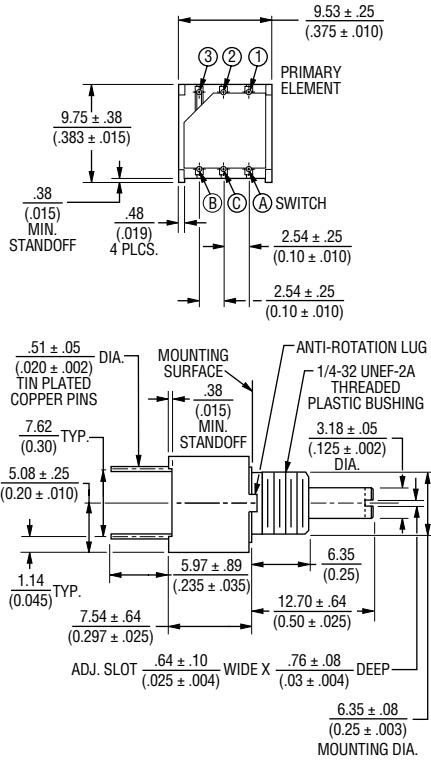 9.53 ± .25
(.375 ± .010)
3 2 1
PRIMARY
ELEMENT
9.75 ± .38
(.383 ± .015)
.38
(.015)
MIN.
STANDOFF
.48
(.019)
4 PLCS.
B C A SWITCH
2.54 ± .25
(0.10 ± .010)
2.54 ± .25
(0.10 ± .010)
.51 ± .05
(.020 ± .002)
DIA.
TIN PLATED
COPPER PINS
MOUNTING
SURFACE
ANTI-ROTATION LUG
1/4-32 UNEF-2A
THREADED
PLASTIC BUSHING
.38
(.015)
MIN.
STANDOFF
7.62
(0.30)
TYP.
3.18 ± .05
(.125 ± .002)
DIA.
5.08 ± .25
(0.20 ± .010)
1.14
(0.045)
TYP.
5.97 ± .89
(.235 ± .035)
6.35
(0.25)
7.54 ± .64
(0.297 ± .025)
12.70 ± .64
(0.50 ± .025)
ADJ. SLOT .64 ± .10 WIDE X .76 ± .08 DEEP
(.025 ± .004) (.03 ± .004)
6.35 ± .08
(0.25 ± .003)
MOUNTING DIA.